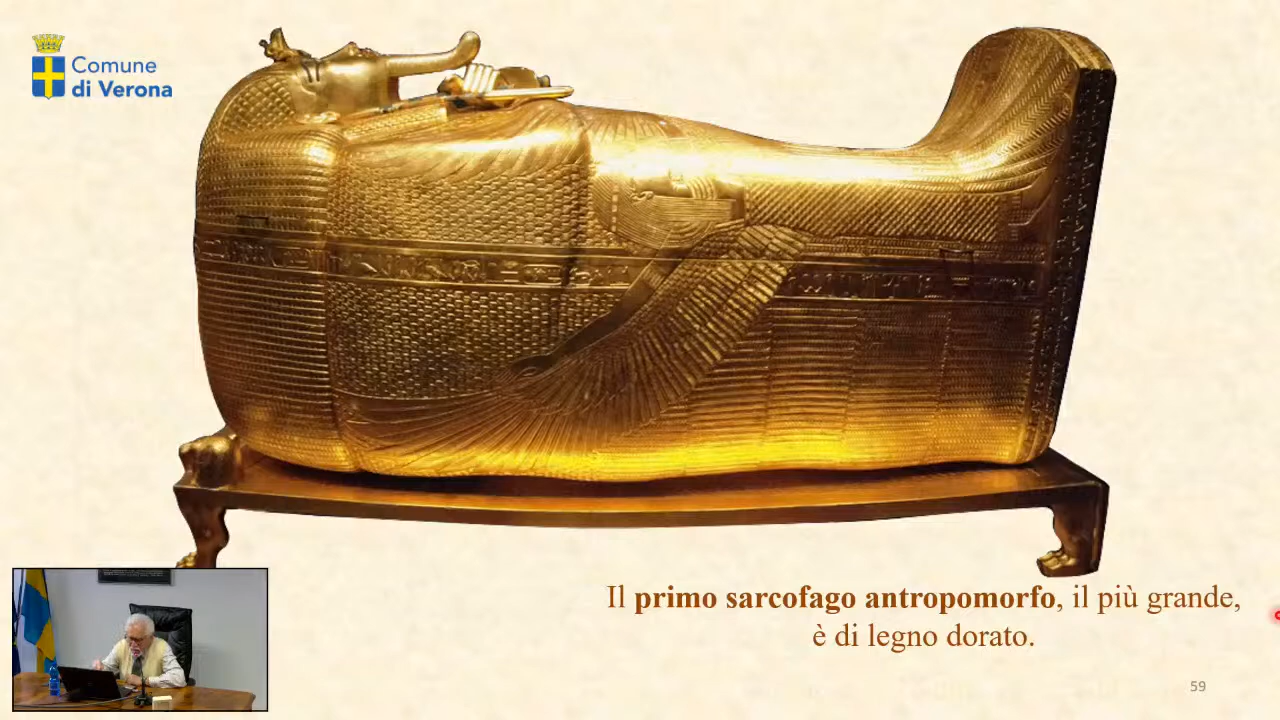 Comune
di Verona
Il primo sarcofago antropomorfo, il più grande,
è di legno dorato.
59